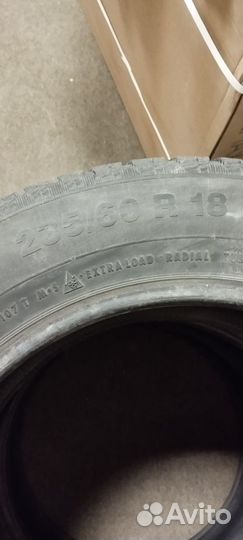 235/60 R 18
107 T M+S EXTRA LOAD RADIAL
Avito